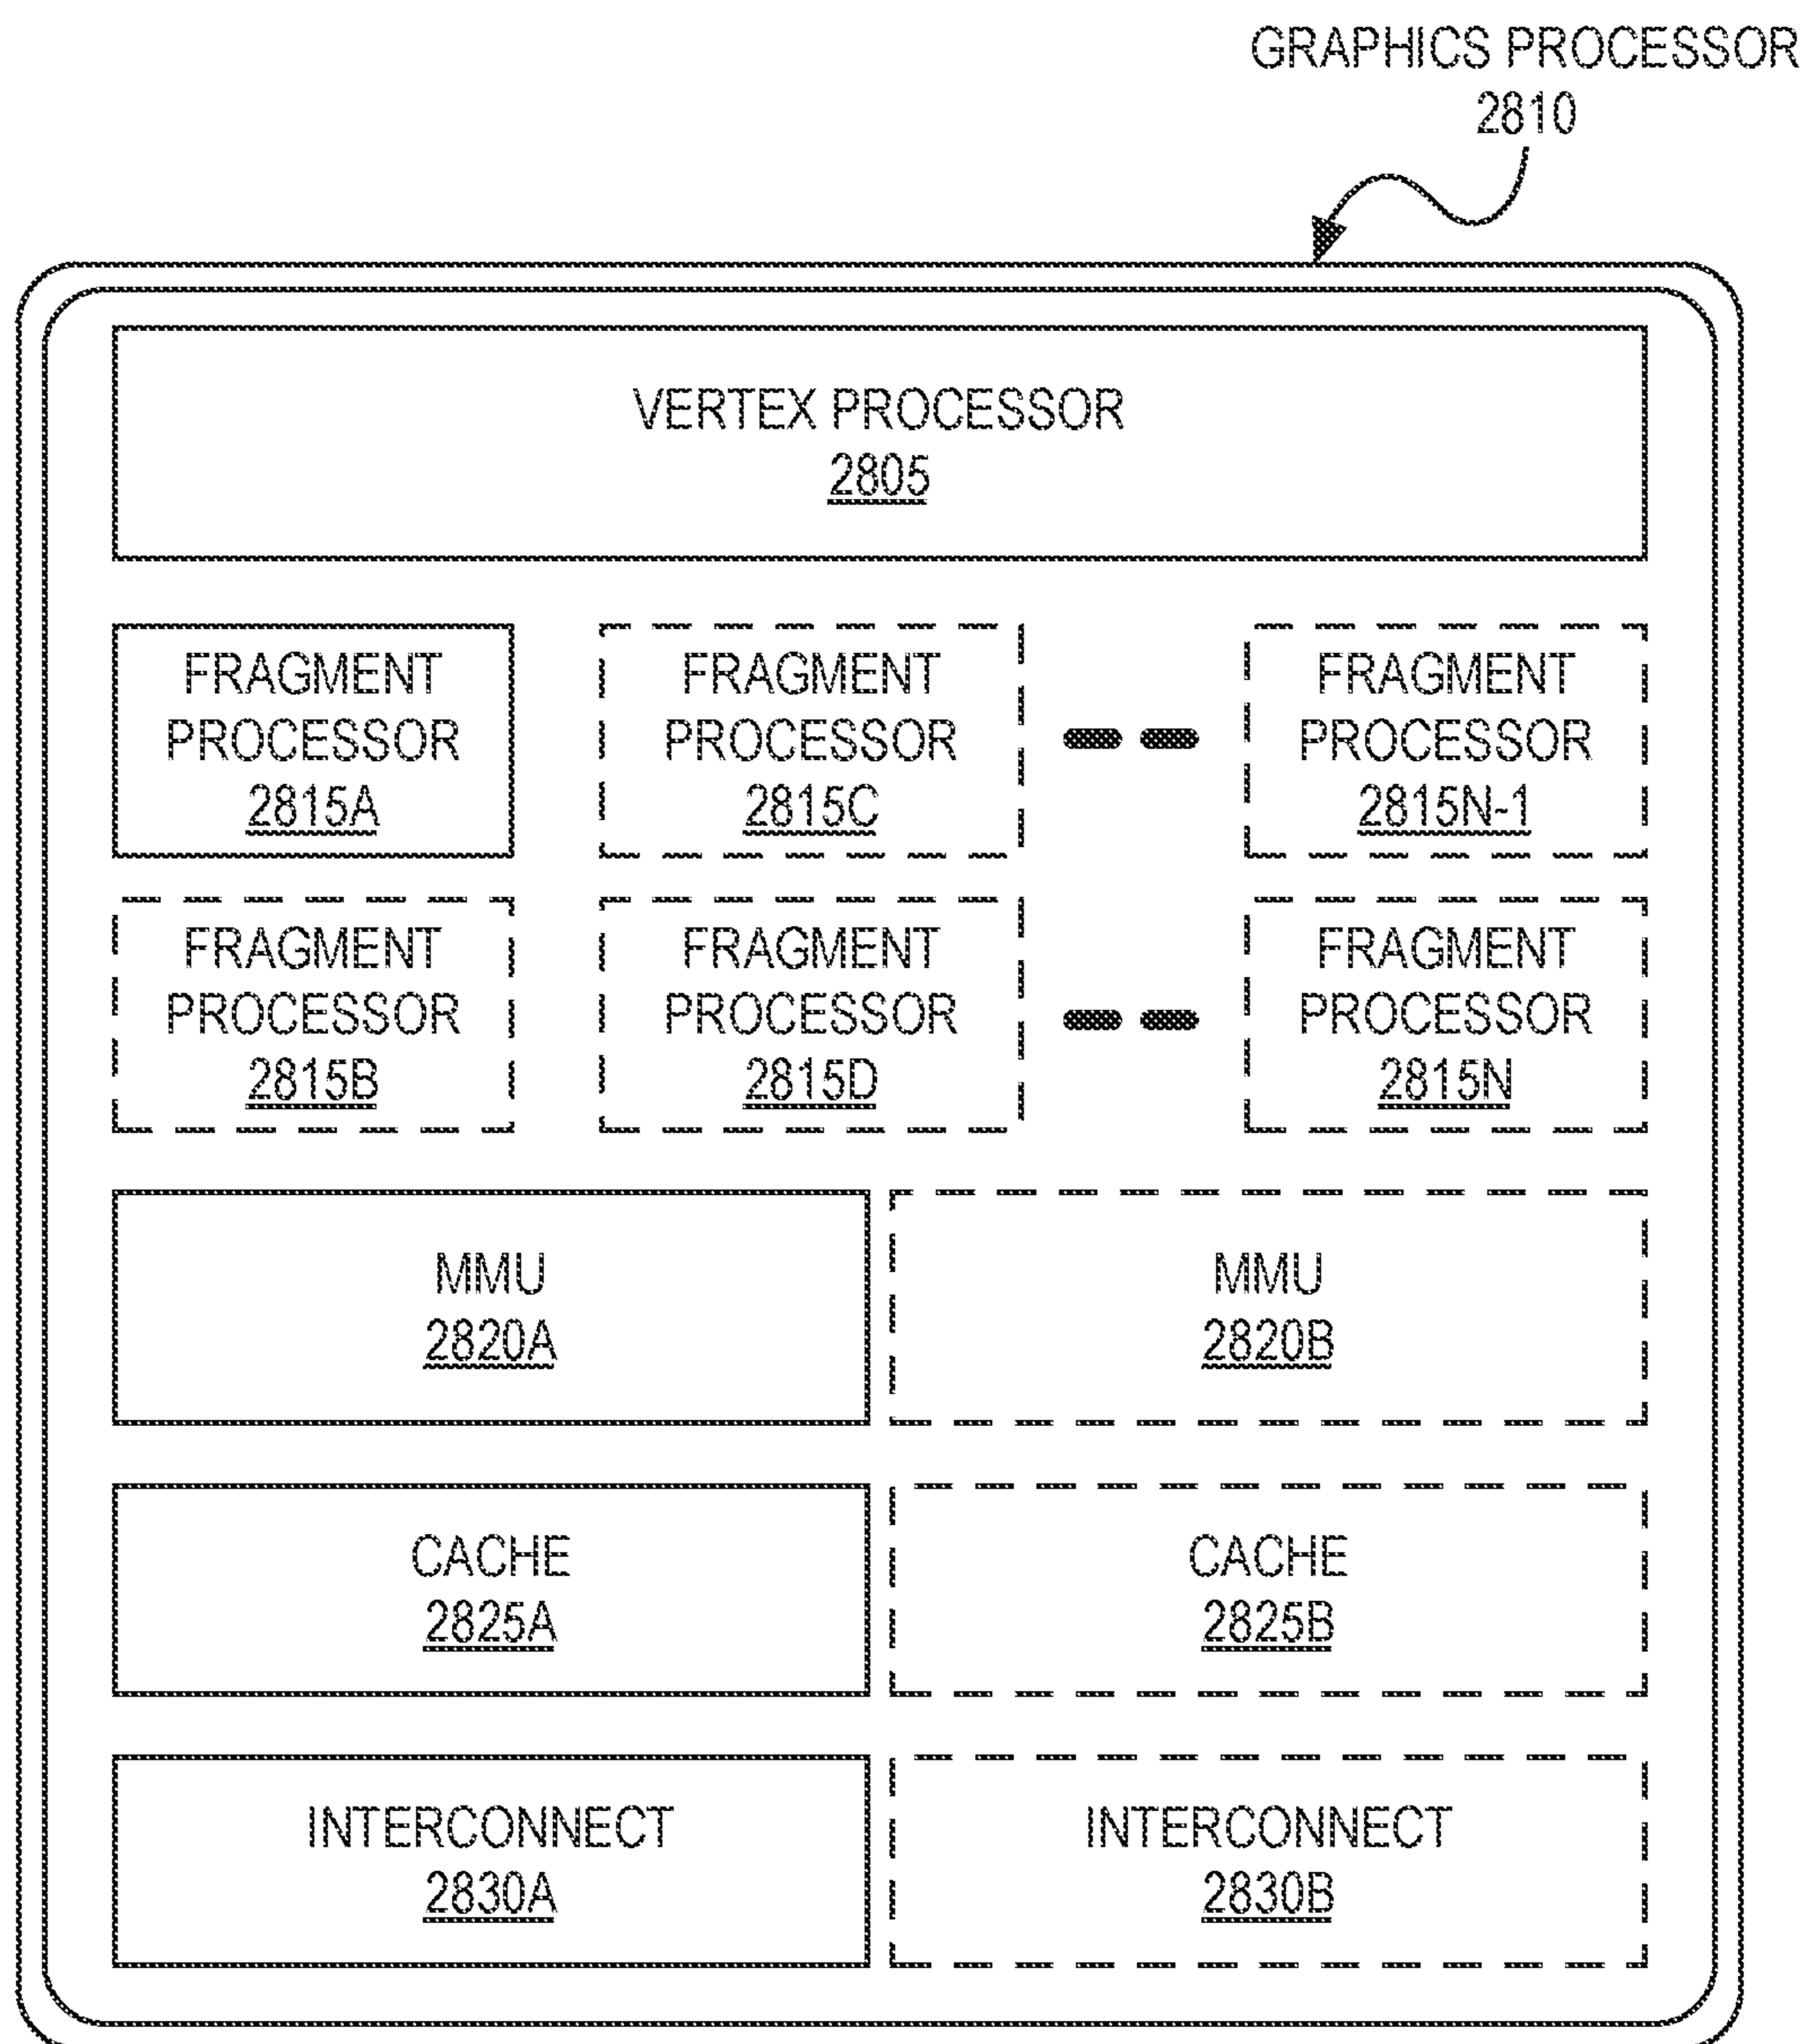 GRAPHICS PROCESSOR
2810
VERTEX PROCESSOR
2805
FRAGMENT
PROCESSOR
2815A
FRAGMENT
PROCESSOR
2815C
FRAGMENT
PROCESSOR
2815N-1
FRAGMENT
PROCESSOR
2815B
FRAGMENT
PROCESSOR
2815D
FRAGMENT
PROCESSOR
2815N
MMU
2820A
MMU
2820B
CACHE
2825A
CACHE
2825B
INTERCONNECT
2830A
INTERCONNECT
2830B